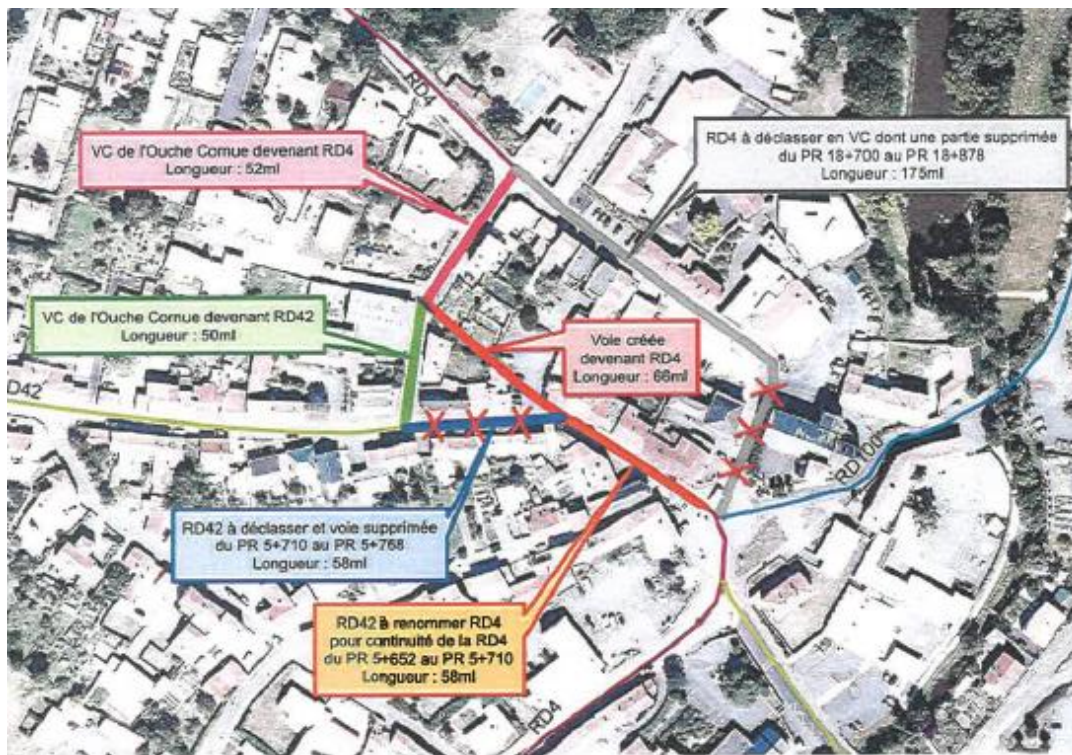 RD4
VC de l'Ouche Cornue devenant RD4
Longueur : 52ml
RD4 à déclasser en VC dont une partie supprimée
du PR 18+700 au PR 18+878
Longueur : 175ml
VC de l'Ouche Cornue devenant RD42
Longueur : 50ml
Voie créée
devenant RD4
Longueur : 66ml
RD42
RD100
RD42 à déclasser et voie supprimée
du PR 5+710 au PR 5+768
Longueur : 58ml
RD42 à renommer RD4
pour continuité de la RD4
du PR 5+652 au PR 5+710
Longueur : 58ml
RD4